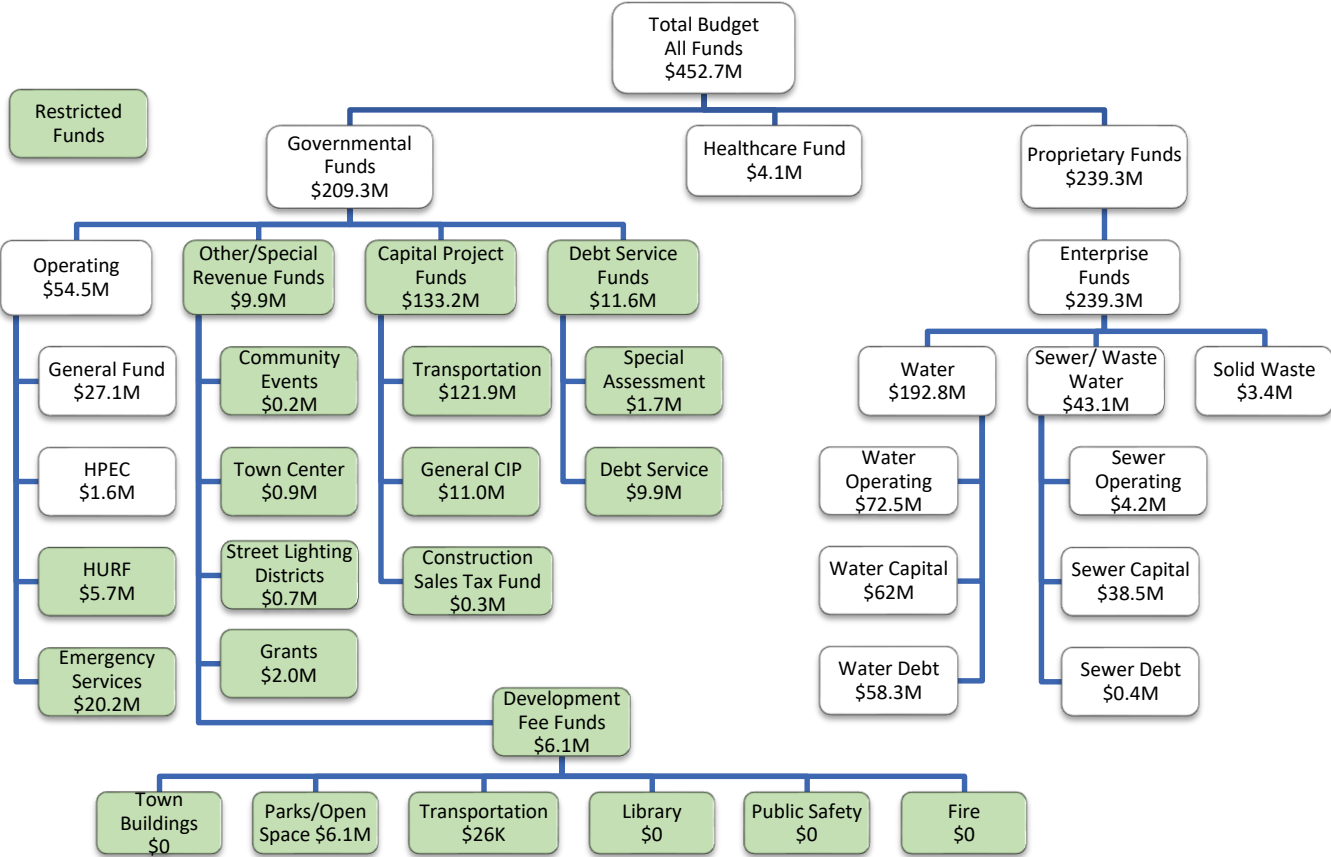 Total Budget
All Funds
$452.7M
Restricted
Funds
Governmental
Funds
$209.3M
Healthcare Fund
$4.1M
Proprietary Funds
$239.3M
Operating
$54.5M
Other/Special
Revenue Funds
$9.9M
Capital Project
Funds
$133.2M
Debt Service
Funds
$11.6M
Enterprise
Funds
$239.3M
General Fund
$27.1M
Community
Events
$0.2M
Transportation
$121.9M
Special
Assessment
$1.7M
Water
$192.8M
Sewer/ Waste
Water
$43.1M
Solid Waste
$3.4M
HPEC
$1.6M
Town Center
$0.9M
General CIP
$11.0M
Debt Service
$9.9M
Water
Operating
$72.5M
Sewer
Operating
$4.2M
HURF
$5.7M
Street Lighting
Districts
$0.7M
Construction
Sales Tax Fund
$0.3M
Water Capital
$62M
Sewer Capital
$38.5M
Emergency
Services
$20.2M
Grants
$2.0M
Water Debt
$58.3M
Sewer Debt
$0.4M
Development
Fee Funds
$6.1M
Town
Buildings
$0
Parks/Open
Space $6.1M
Transportation
$26K
Library
$0
Public Safety
$0
Fire
$0